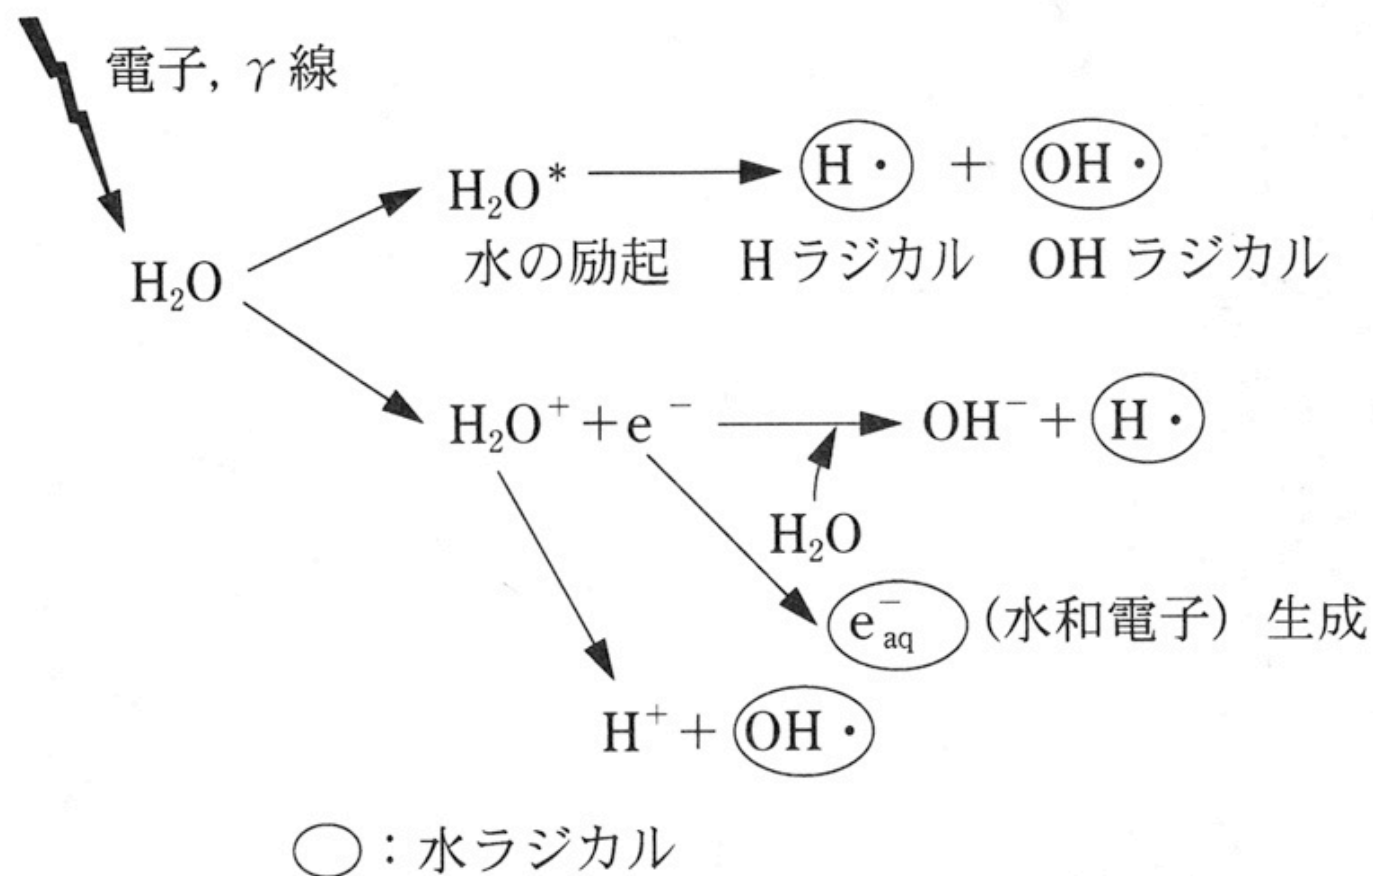 電子, γ線
H₂O* H・ + OH・
水の励起 Hラジカル OHラジカル
H₂O
H₂O⁺ + e⁻ OH⁻ + H・
H₂O
e⁻aq (水和電子) 生成
H⁺ + OH・
○：水ラジカル